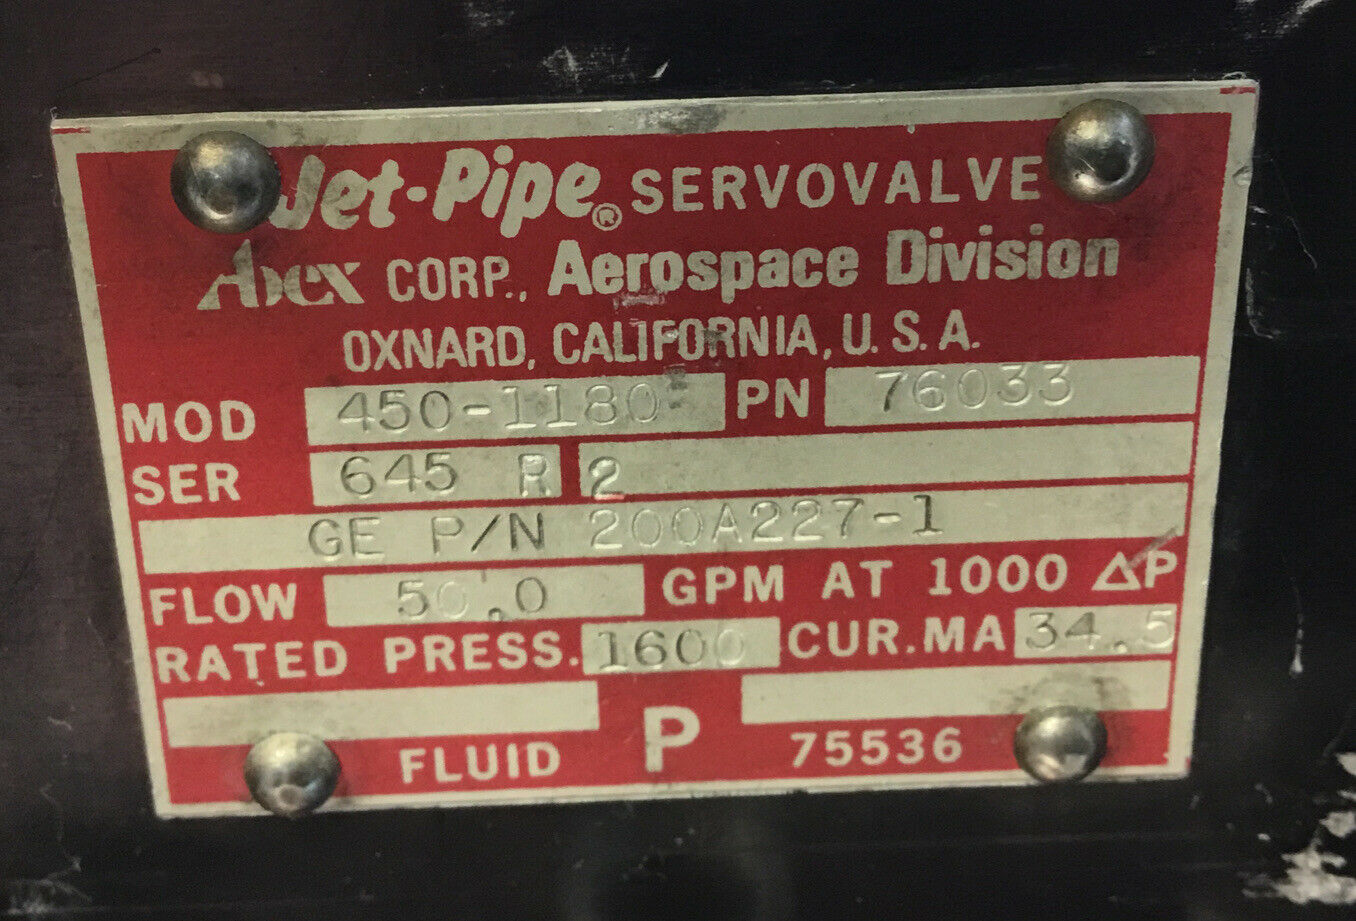 Jet-Pipe® SERVOVALVE
Abex CORP., Aerospace Division
OXNARD, CALIFORNIA, U.S.A.
MOD 450-1180 PN 76033
SER 645 R 2
GE P/N 200A227-1
FLOW 50.0 GPM AT 1000 ΔP
RATED PRESS. 1600 CUR.MA 34.5
FLUID P 75536